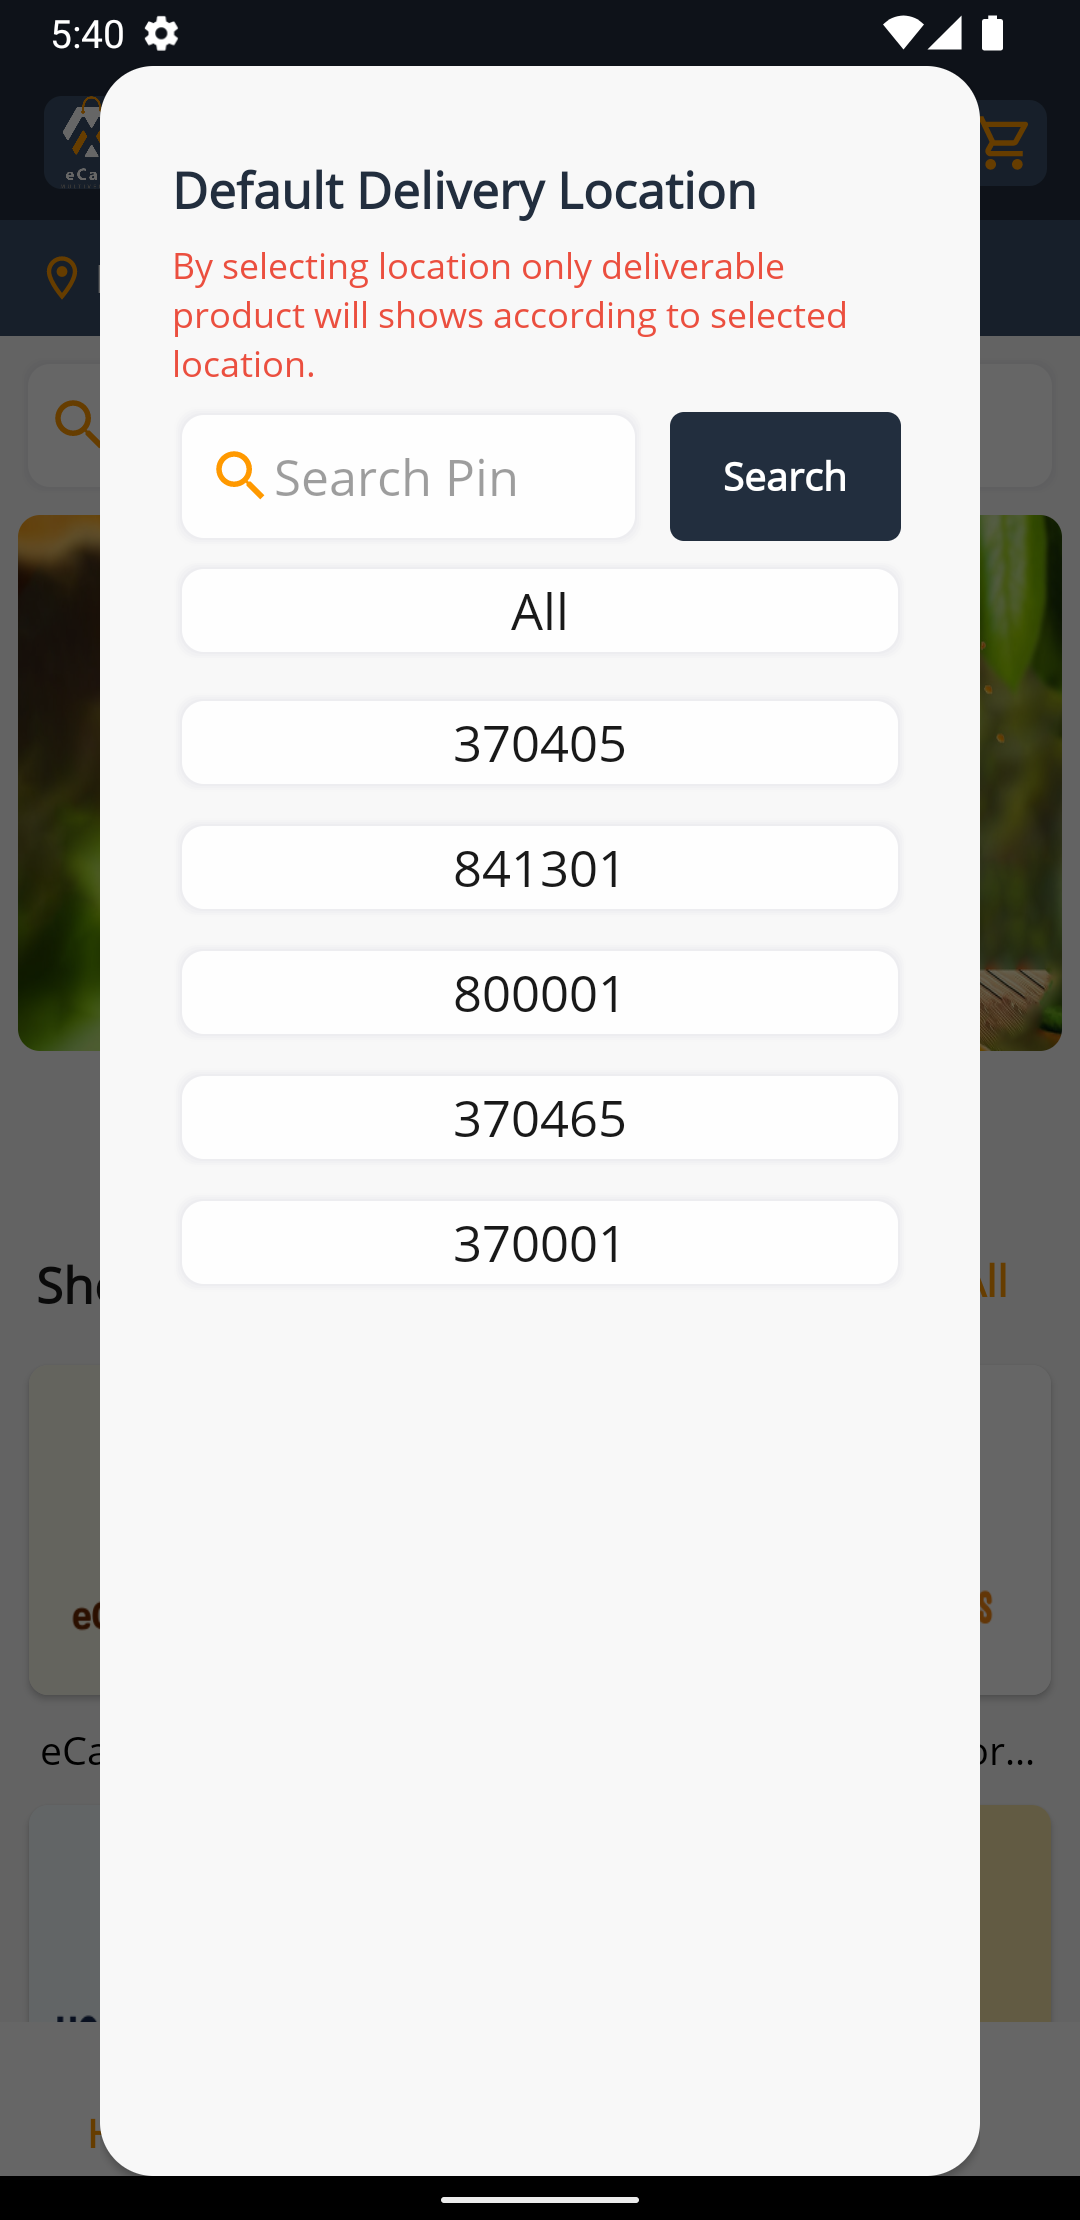 5:40
Default Delivery Location
By selecting location only deliverable
product will shows according to selected
location.
Search Pin
Search
All
370405
841301
800001
370465
370001
All